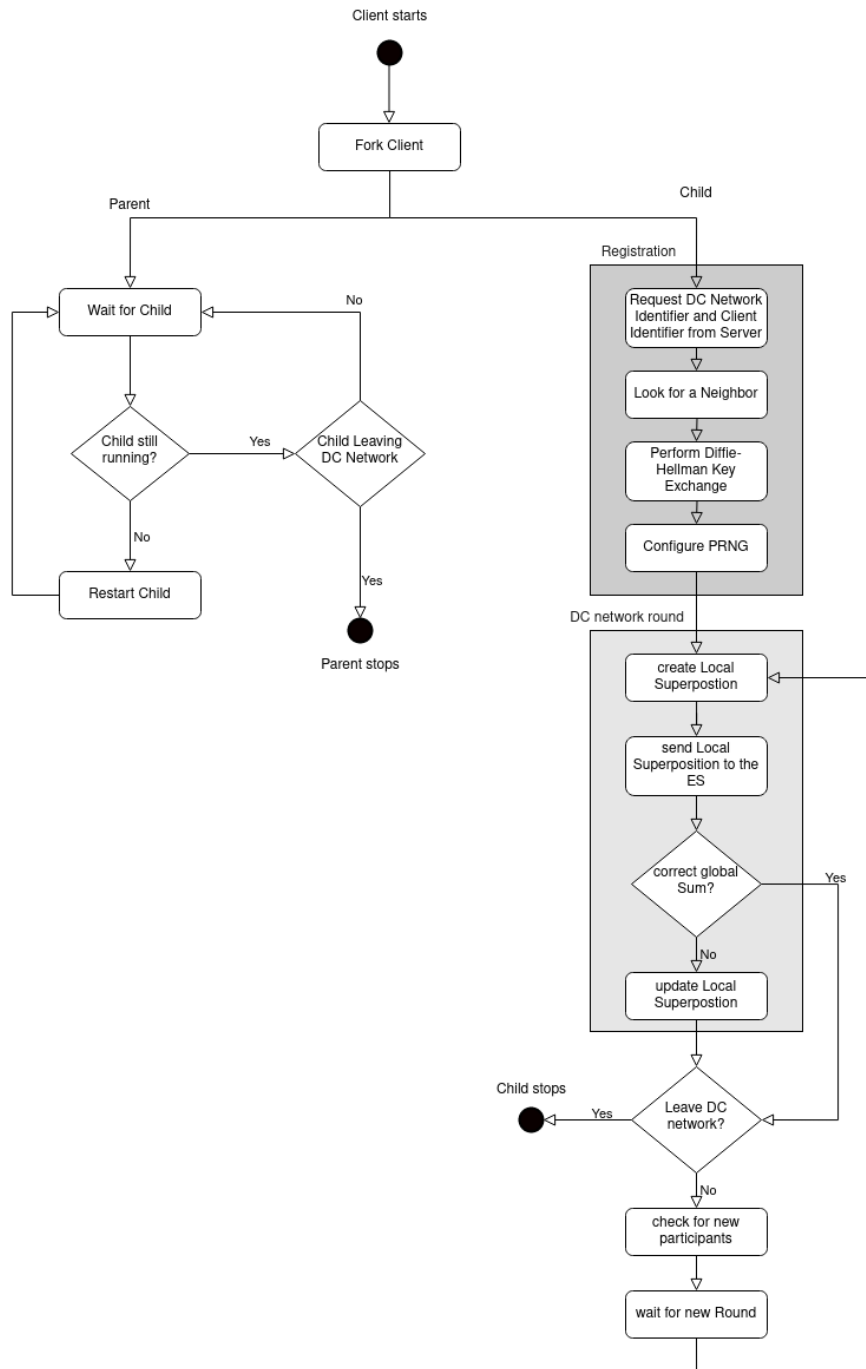 Client starts
Fork Client
Parent
Child
Registration
Wait for Child
No
Request DC Network
Identifier and Client
Identifier from Server
Look for a Neighbor
Child still
running?
Yes
Child Leaving
DC Network
Perform Diffie-
Hellman Key
Exchange
No
Configure PRNG
Yes
Restart Child
DC network round
Parent stops
create Local
Superpostion
send Local
Superposition to the
ES
correct global
Sum?
Yes
No
update Local
Superpostion
Child stops
Leave DC
network?
Yes
No
check for new
participants
wait for new Round